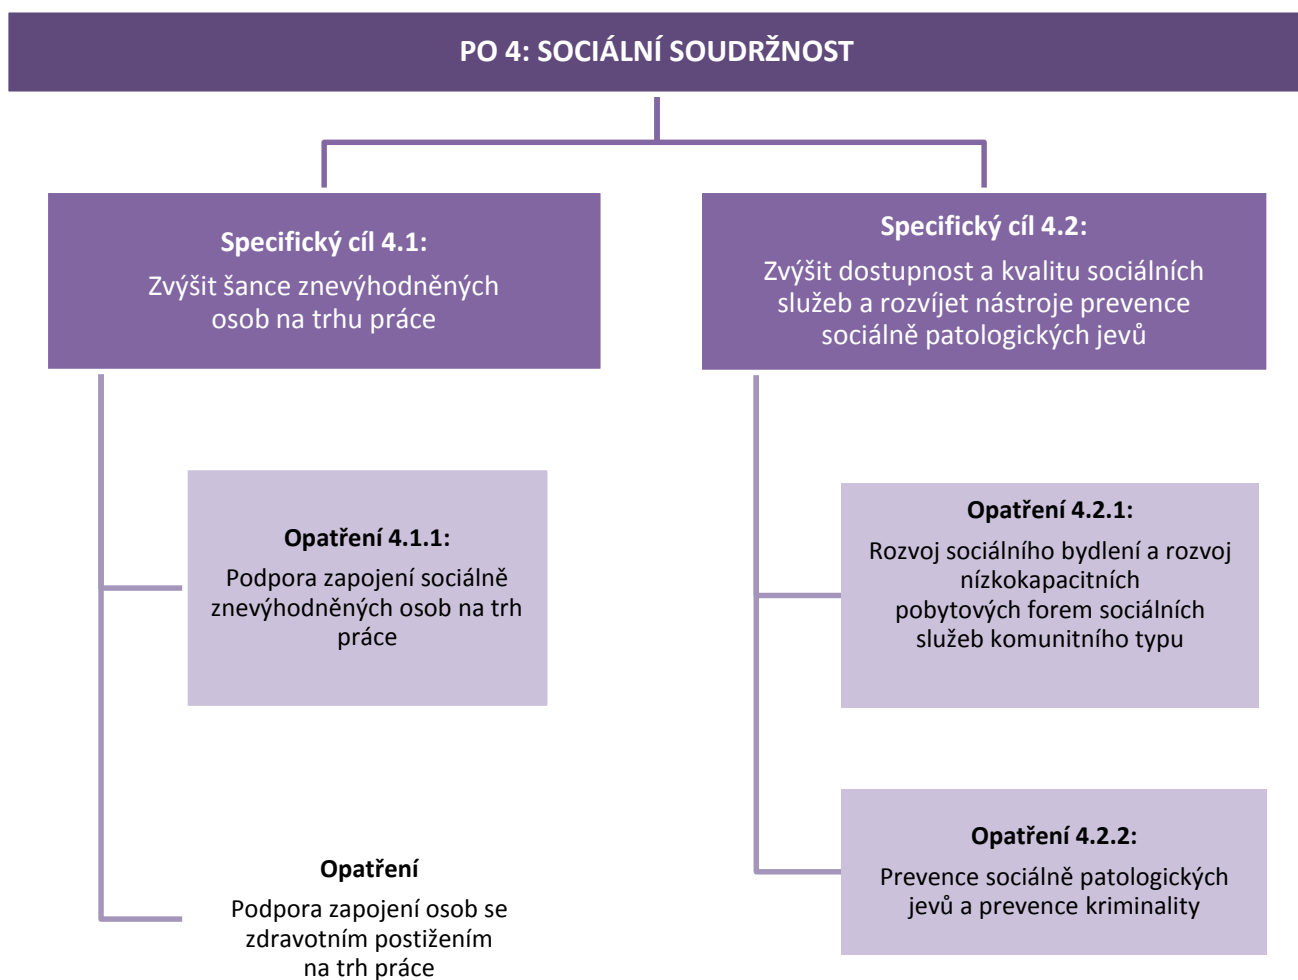 PO 4: SOCIÁLNÍ SOUDRŽNOST
Specifický cíl 4.1:
Zvýšit šance znevýhodněných
osob na trhu práce
Opatření 4.1.1:
Podpora zapojení sociálně
znevýhodněných osob na trh
práce
Opatření
Podpora zapojení osob se
zdravotním postižením
na trh práce
Specifický cíl 4.2:
Zvýšit dostupnost a kvalitu sociálních
služeb a rozvíjet nástroje prevence
sociálně patologických jevů
Opatření 4.2.1:
Rozvoj sociálního bydlení a rozvoj
nízkokapacitních
pobytových forem sociálních
služeb komunitního typu
Opatření 4.2.2:
Prevence sociálně patologických
jevů a prevence kriminality